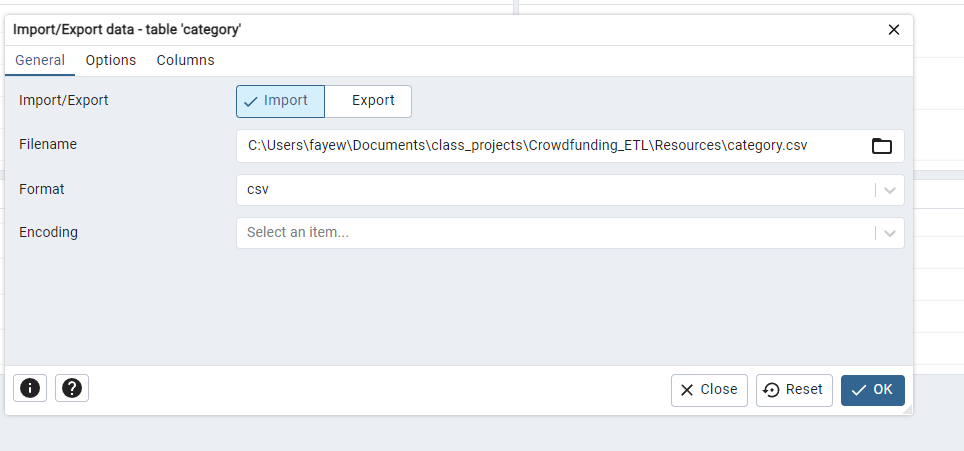 Import/Export data - table 'category'
General Options Columns
Import/Export Import Export
Filename C:\Users\fayew\Documents\class_projects\Crowdfunding_ETL\Resources\category.csv
Format csv
Encoding Select an item...
Close Reset OK